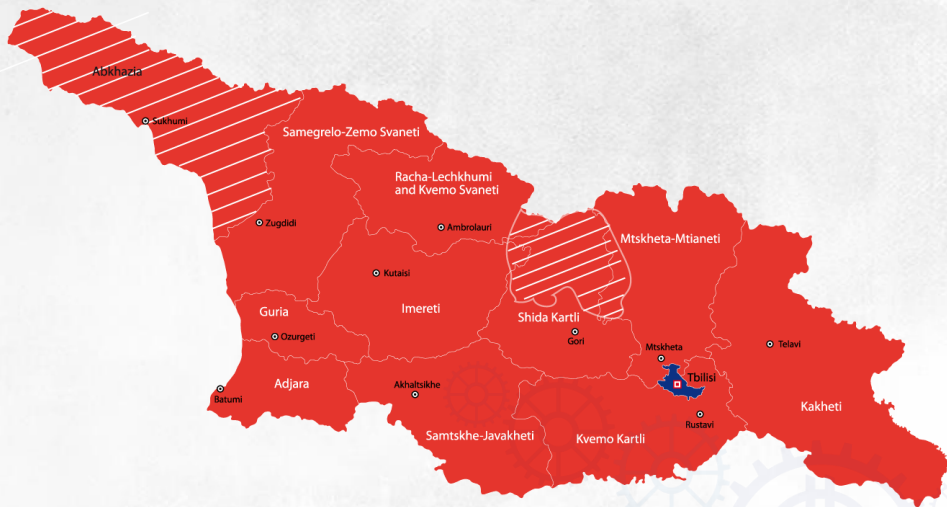 Abkhazia
Sukhumi
Samegrelo-Zemo Svaneti
Racha-Lechkhumi
and Kvemo Svaneti
Zugdidi
Ambrolauri
Mtskheta-Mtianeti
Kutaisi
Imereti
Guria
Shida Kartli
Ozurgeti
Gori
Telavi
Mtskheta
Adjara
Akhaltsikhe
Tbilisi
Batumi
Kakheti
Rustavi
Samtskhe-Javakheti
Kvemo Kartli